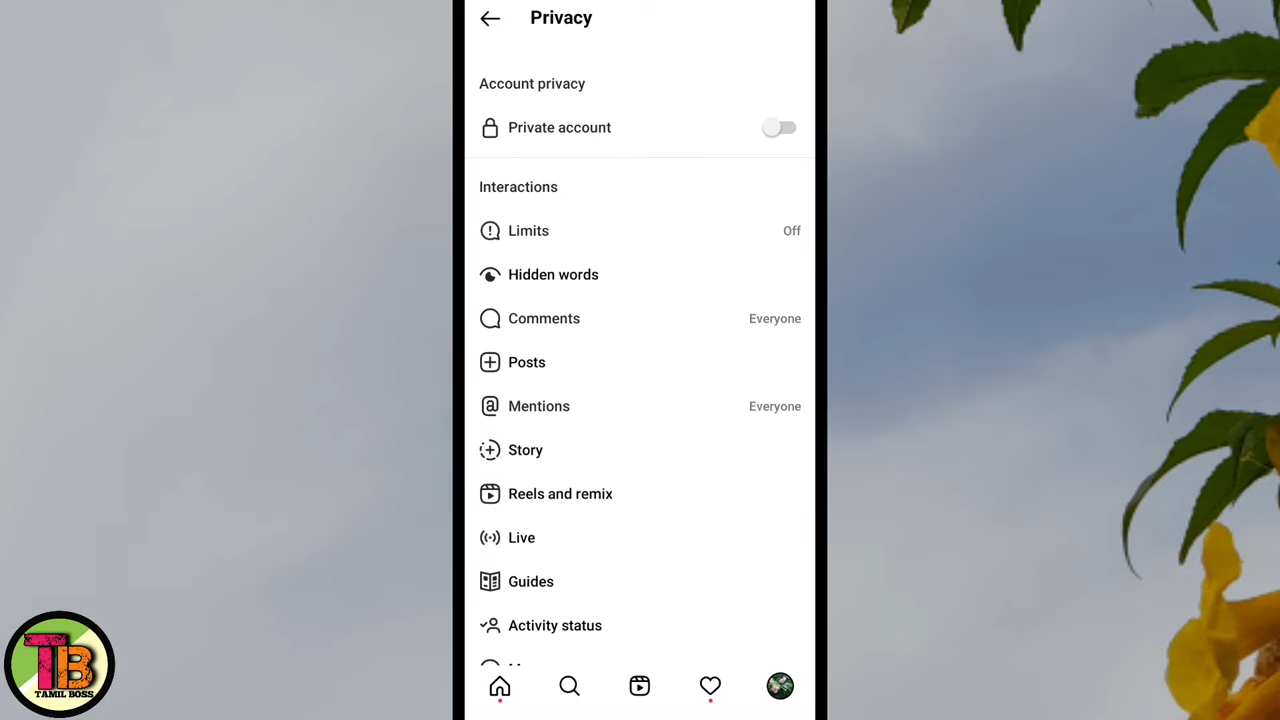 Privacy
Account privacy
Private account
Interactions
Limits Off
Hidden words
Comments Everyone
Posts
Mentions Everyone
Story
Reels and remix
Live
Guides
Activity status
TB
TAMIL BOSS